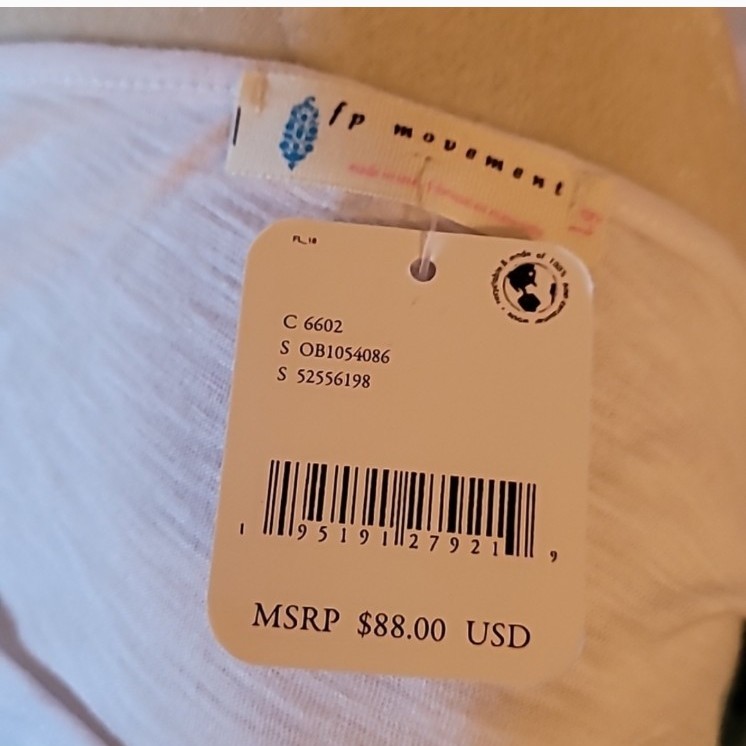 fp movement
FL_18
C 6602
S OB1054086
S 52556198
1 95191 27921 9
MSRP $88.00 USD